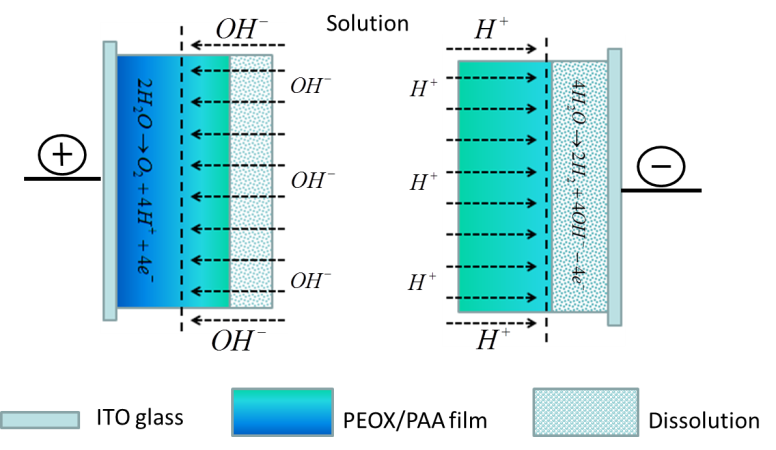 OH⁻
Solution
H⁺
OH⁻
H⁺
+
2H₂O→O₂+4H⁺+4e⁻
OH⁻
H⁺
4H₂O→2H₂+4OH⁻−4e
−
OH⁻
H⁺
OH⁻
H⁺
ITO glass
PEOX/PAA film
Dissolution